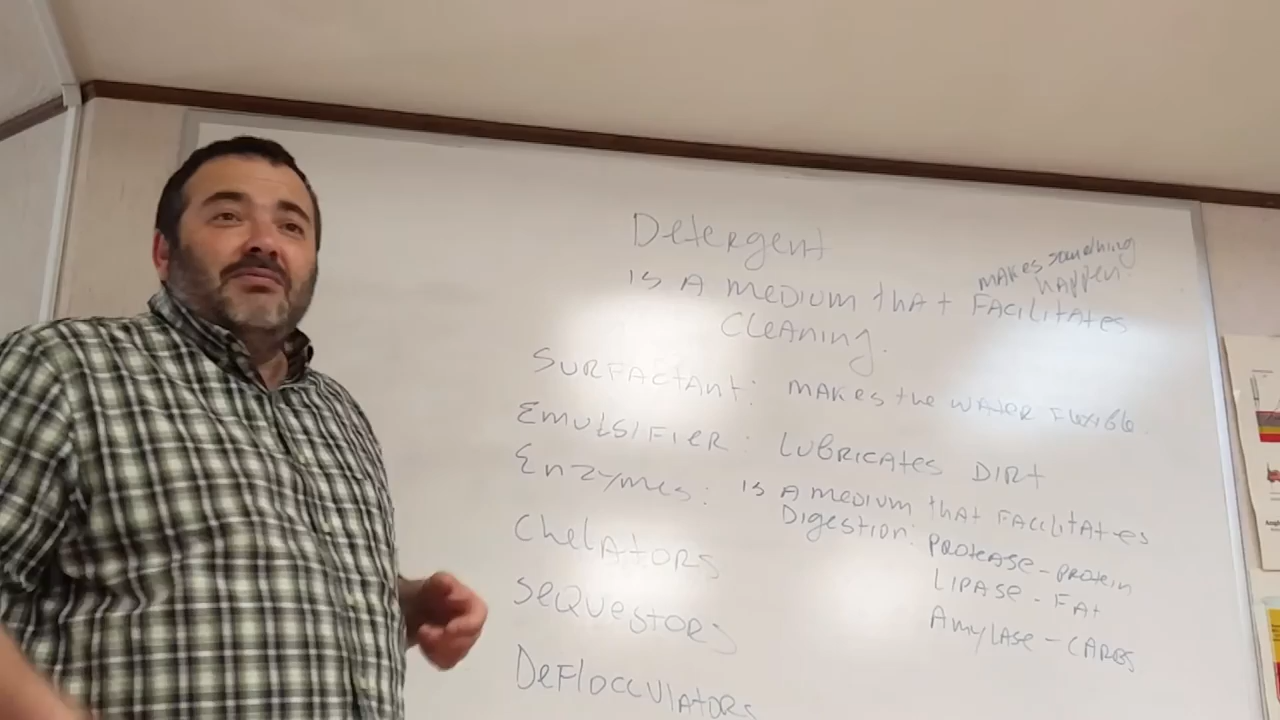 Detergent
makes something
happen
is a medium that facilitates
cleaning.
Surfactant: makes the water flexible.
Emulsifier: lubricates dirt
Enzymes: is a medium that facilitates
Digestion: protease - protein
Lipase - Fat
Amylase - carbs
Chelators
Sequestors
Deflocculators